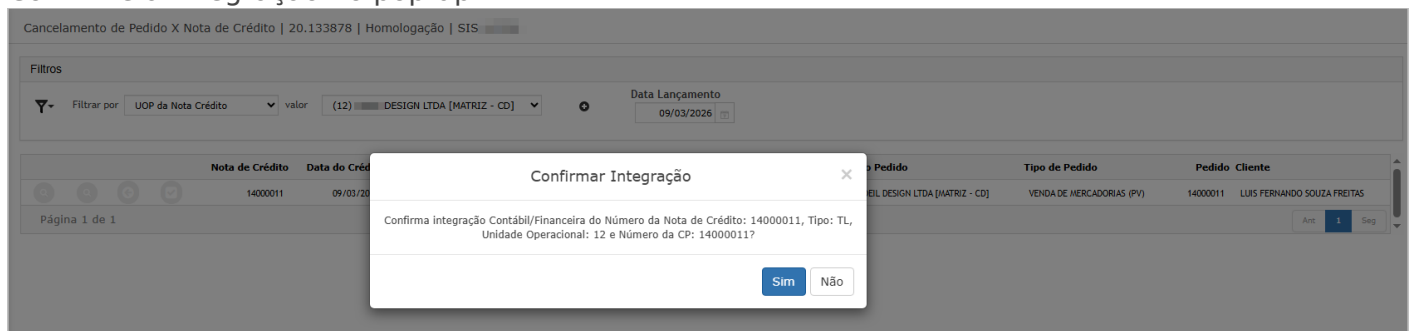 Cancelamento de Pedido X Nota de Crédito | 20.133878 | Homologação | SIS
Filtros
Filtrar por UOP da Nota Crédito valor (12) DESIGN LTDA [MATRIZ - CD]
Data Lançamento
09/03/2026
Nota de Crédito Data do Créd o Pedido Tipo de Pedido Pedido Cliente
14000011 09/03/20 EIL DESIGN LTDA [MATRIZ - CD] VENDA DE MERCADORIAS (PV) 14000011 LUIS FERNANDO SOUZA FREITAS
Página 1 de 1 Ant 1 Seg
Confirmar Integração ×
Confirma integração Contábil/Financeira do Número da Nota de Crédito: 14000011, Tipo: TL,
Unidade Operacional: 12 e Número da CP: 14000011?
Sim Não